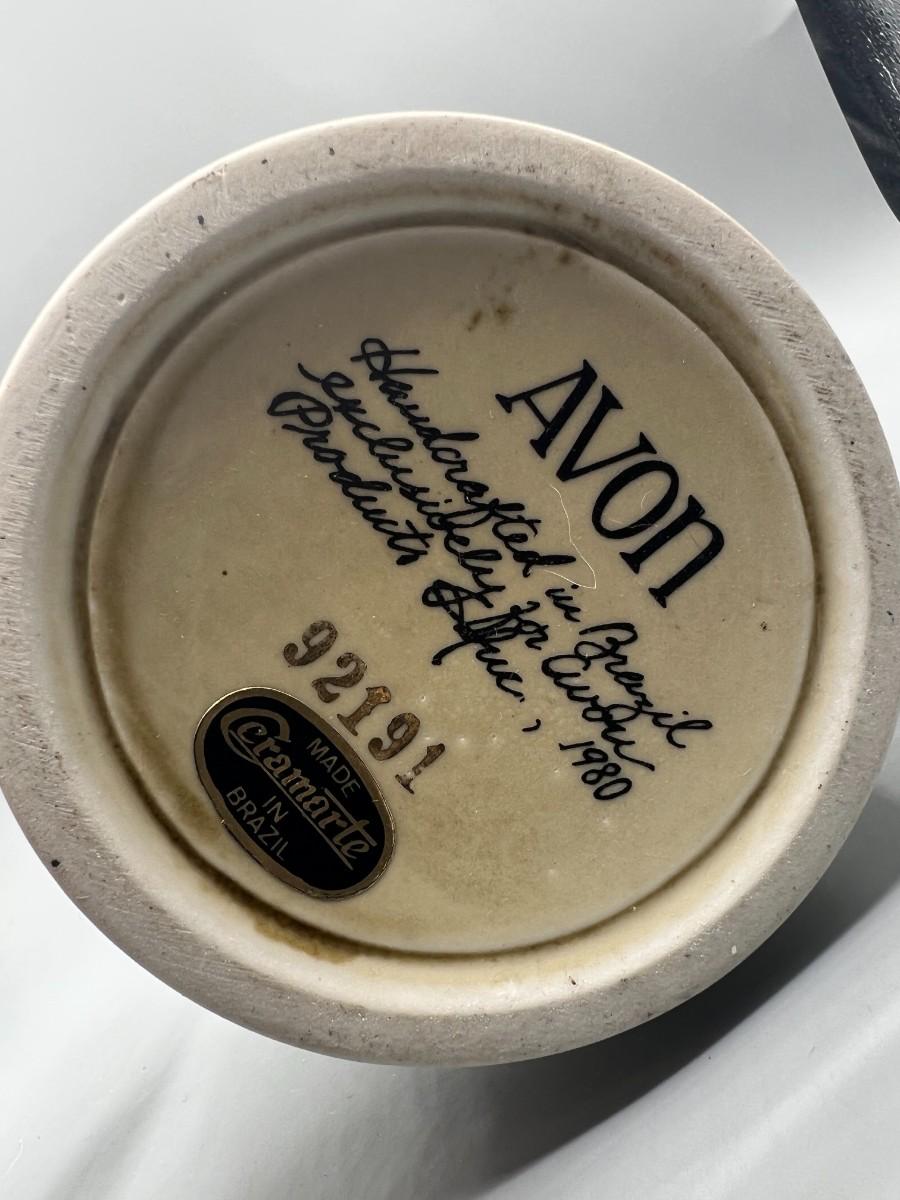 AVON
Handcrafted in Brazil
exclusively for Avon
Products, Inc., 1980
92191
MADE
Ceramarte
IN
BRAZIL